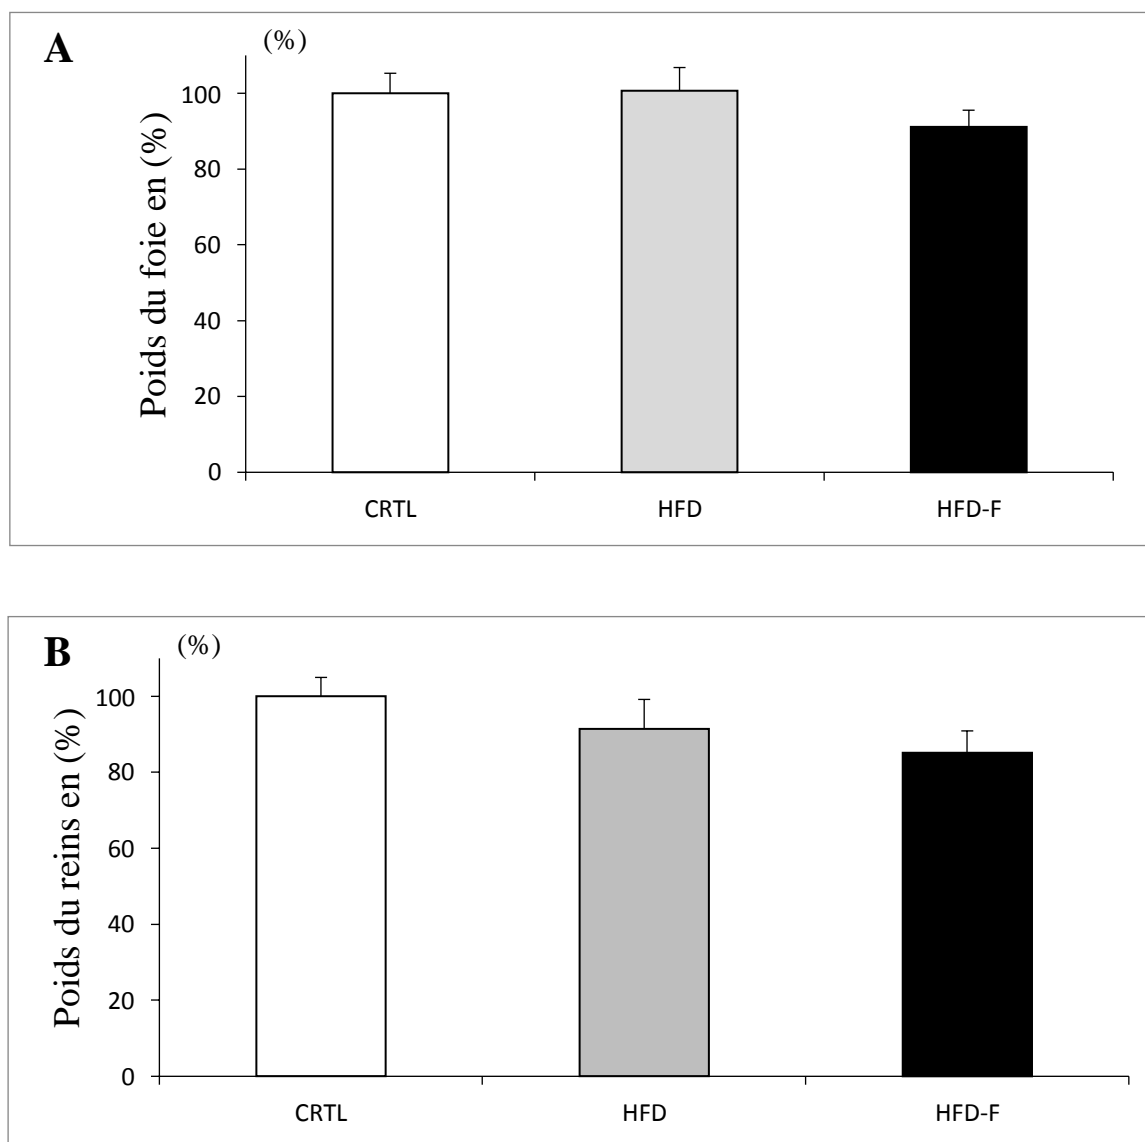 A
(%)
Poids du foie en (%)
100
80
60
40
20
0
CRTL HFD HFD-F
B
(%)
Poids du reins en (%)
100
80
60
40
20
0
CRTL HFD HFD-F